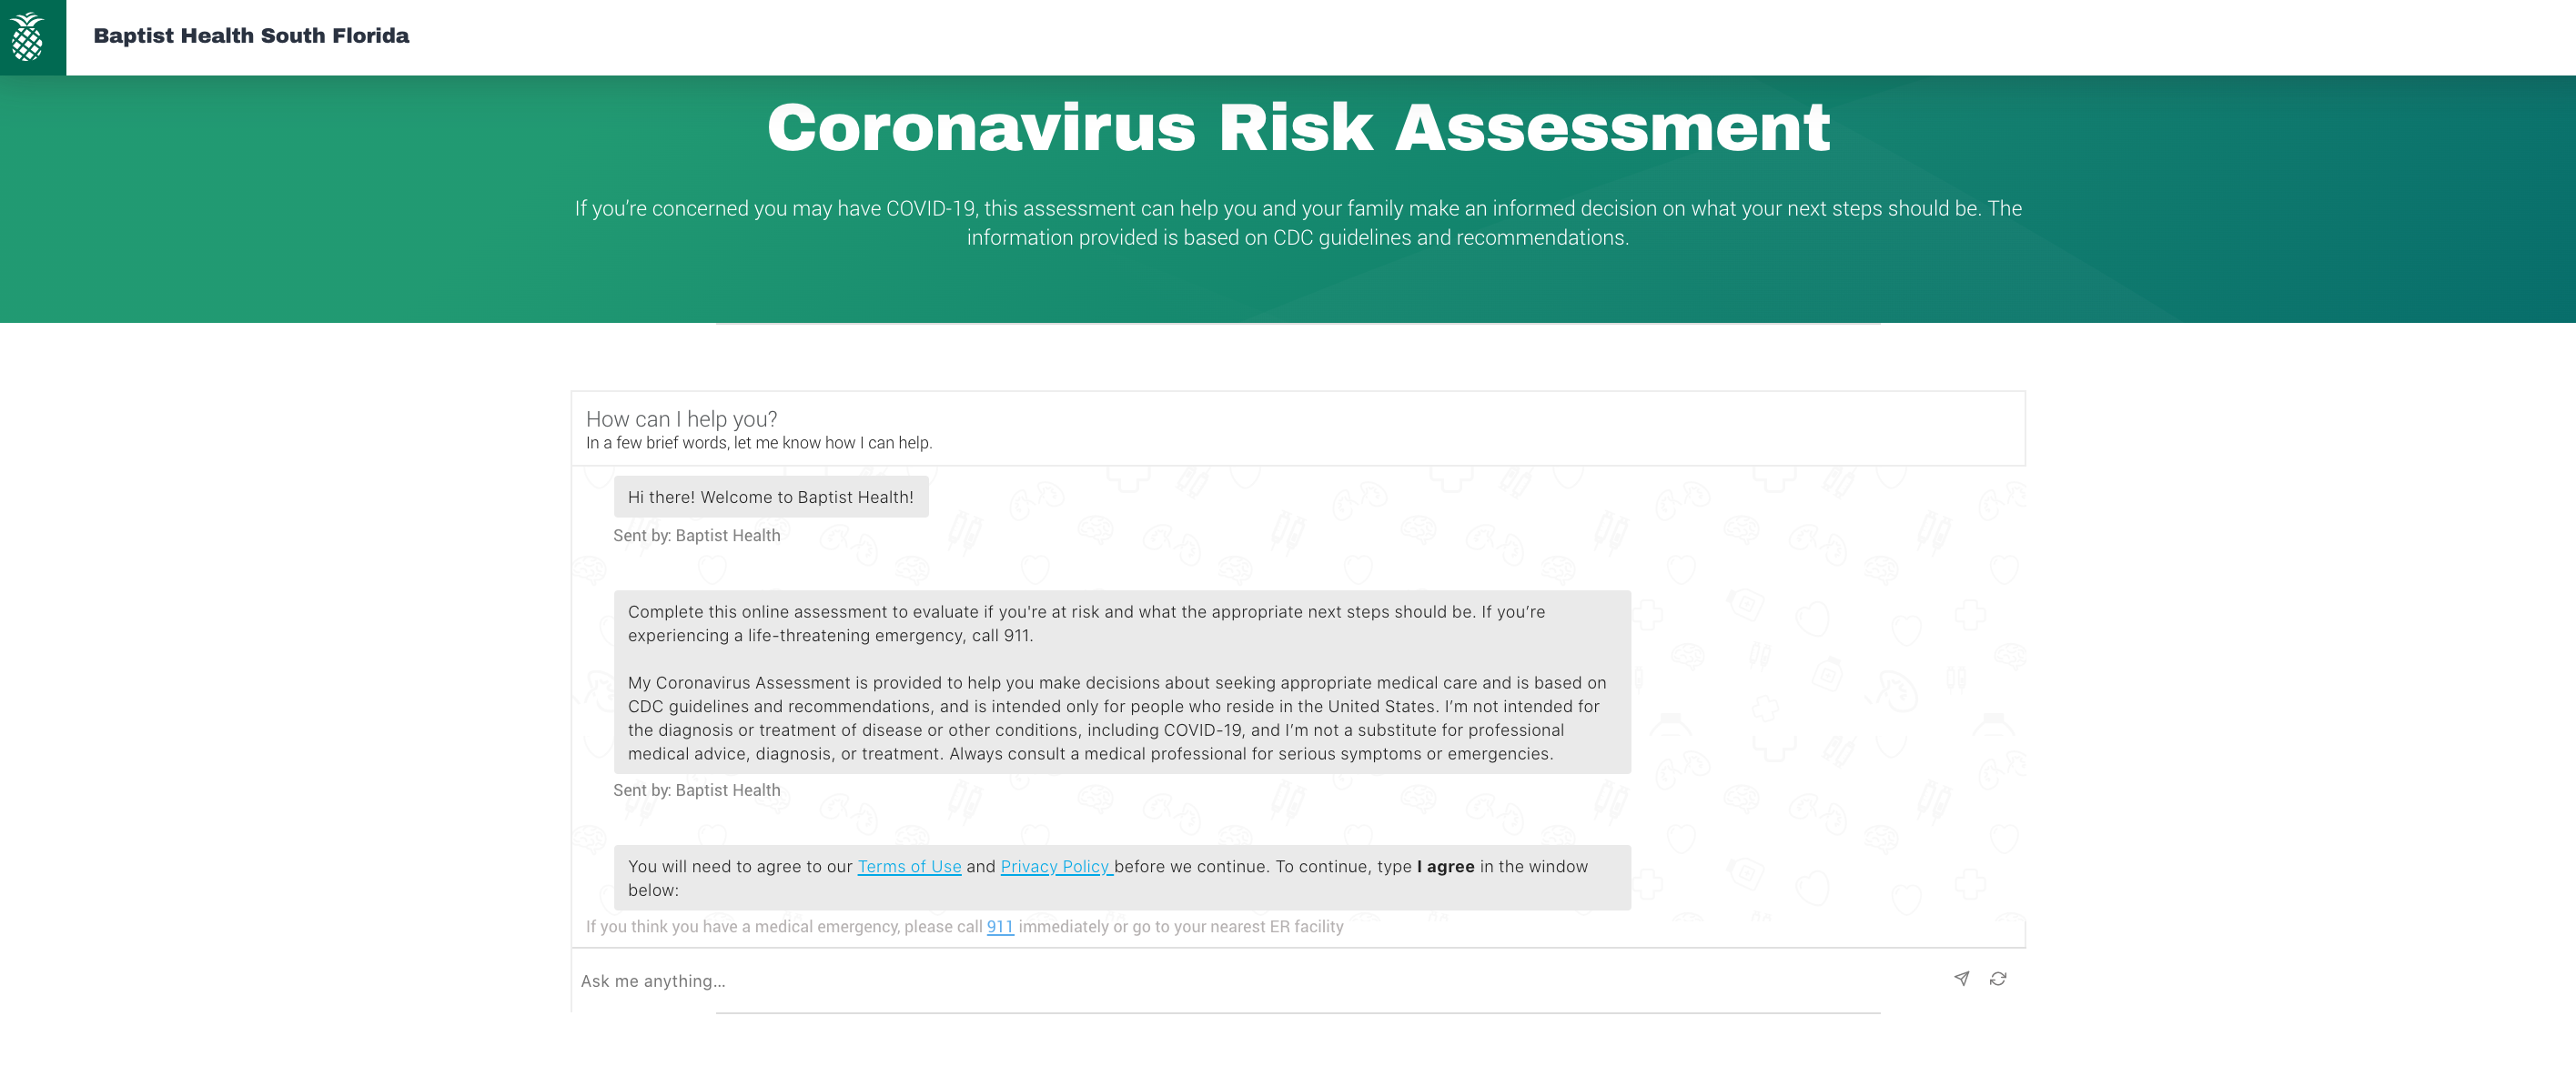 Baptist Health South Florida
Coronavirus Risk Assessment
If you’re concerned you may have COVID-19, this assessment can help you and your family make an informed decision on what your next steps should be. The
information provided is based on CDC guidelines and recommendations.
How can I help you?
In a few brief words, let me know how I can help.
Hi there! Welcome to Baptist Health!
Sent by: Baptist Health
Complete this online assessment to evaluate if you're at risk and what the appropriate next steps should be. If you’re
experiencing a life-threatening emergency, call 911.
My Coronavirus Assessment is provided to help you make decisions about seeking appropriate medical care and is based on
CDC guidelines and recommendations, and is intended only for people who reside in the United States. I’m not intended for
the diagnosis or treatment of disease or other conditions, including COVID-19, and I’m not a substitute for professional
medical advice, diagnosis, or treatment. Always consult a medical professional for serious symptoms or emergencies.
Sent by: Baptist Health
You will need to agree to our Terms of Use and Privacy Policy before we continue. To continue, type I agree in the window
below:
If you think you have a medical emergency, please call 911 immediately or go to your nearest ER facility
Ask me anything...